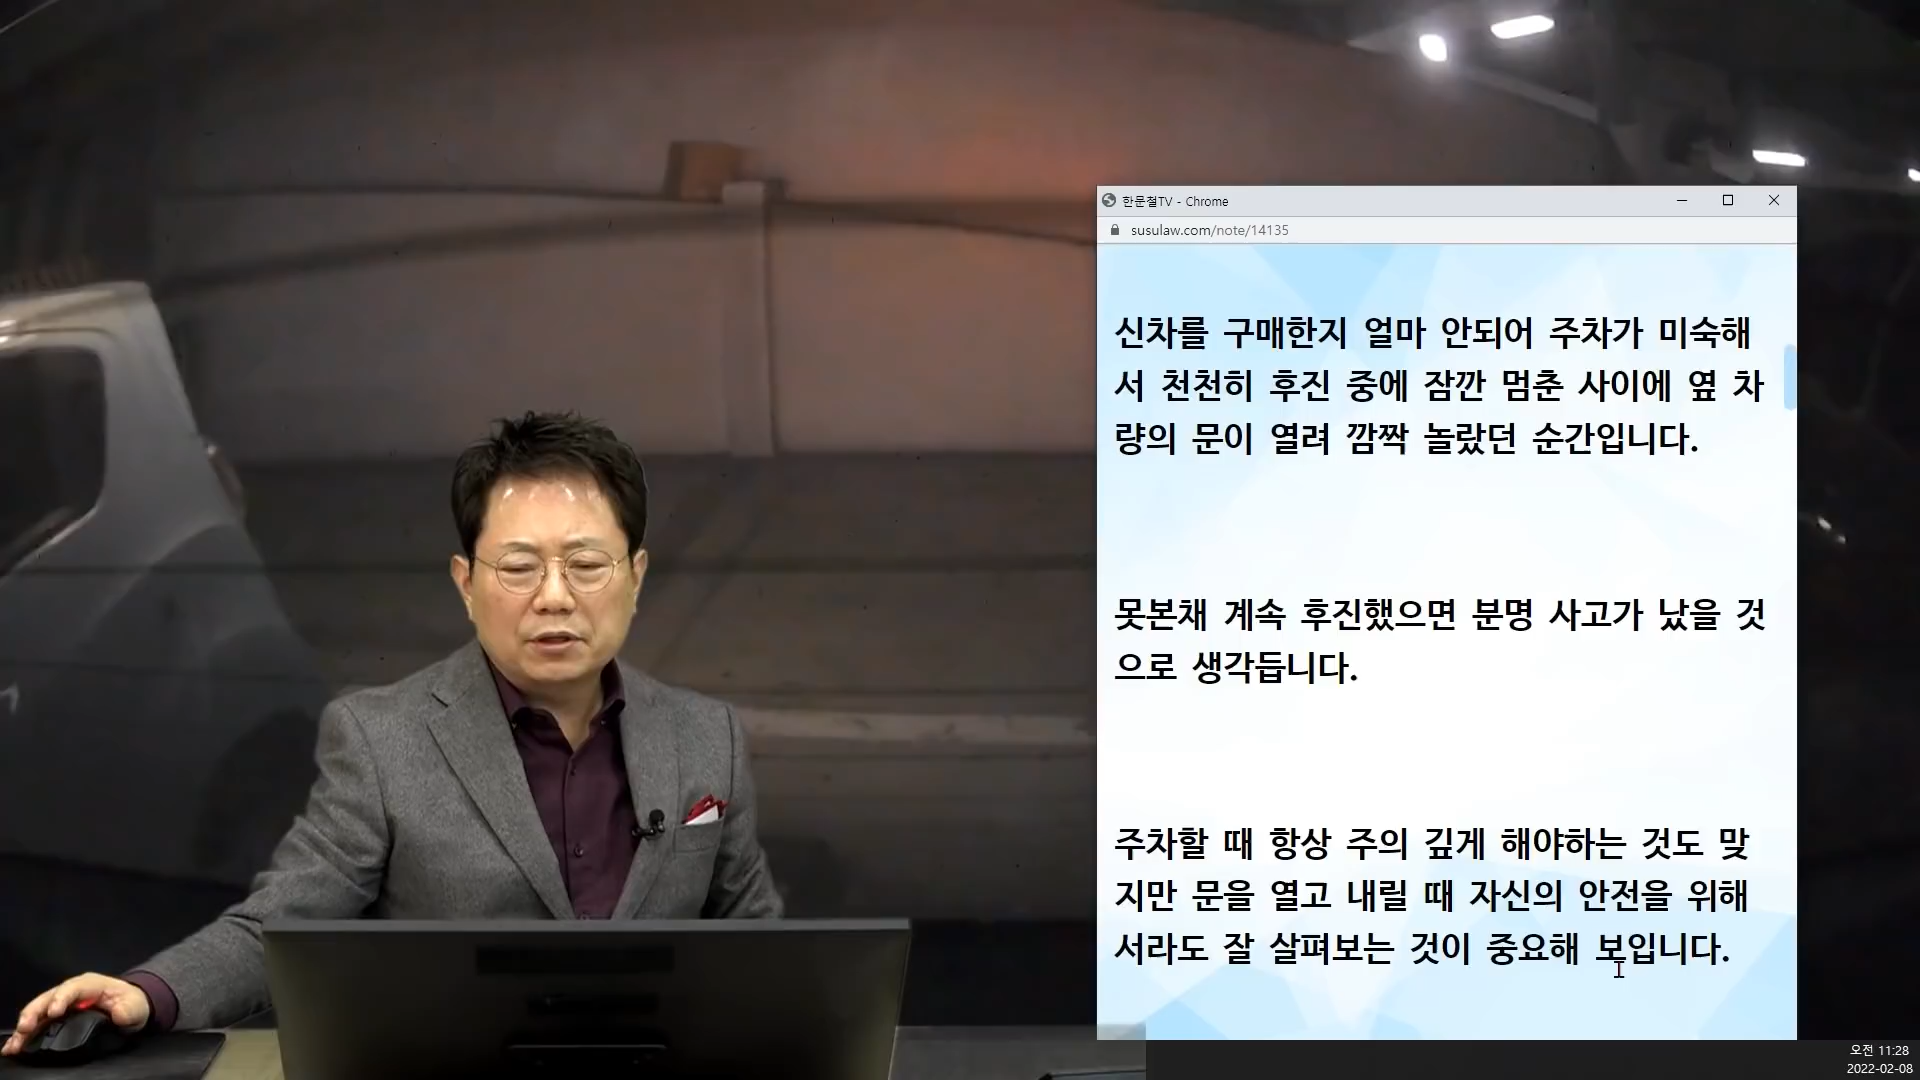 한문철TV - Chrome
susulaw.com/note/14135
신차를 구매한지 얼마 안되어 주차가 미숙해
서 천천히 후진 중에 잠깐 멈춘 사이에 옆 차
량의 문이 열려 깜짝 놀랐던 순간입니다.
못본채 계속 후진했으면 분명 사고가 났을 것
으로 생각듭니다.
주차할 때 항상 주의 깊게 해야하는 것도 맞
지만 문을 열고 내릴 때 자신의 안전을 위해
서라도 잘 살펴보는 것이 중요해 보입니다.
오전 11:28
2022-02-08